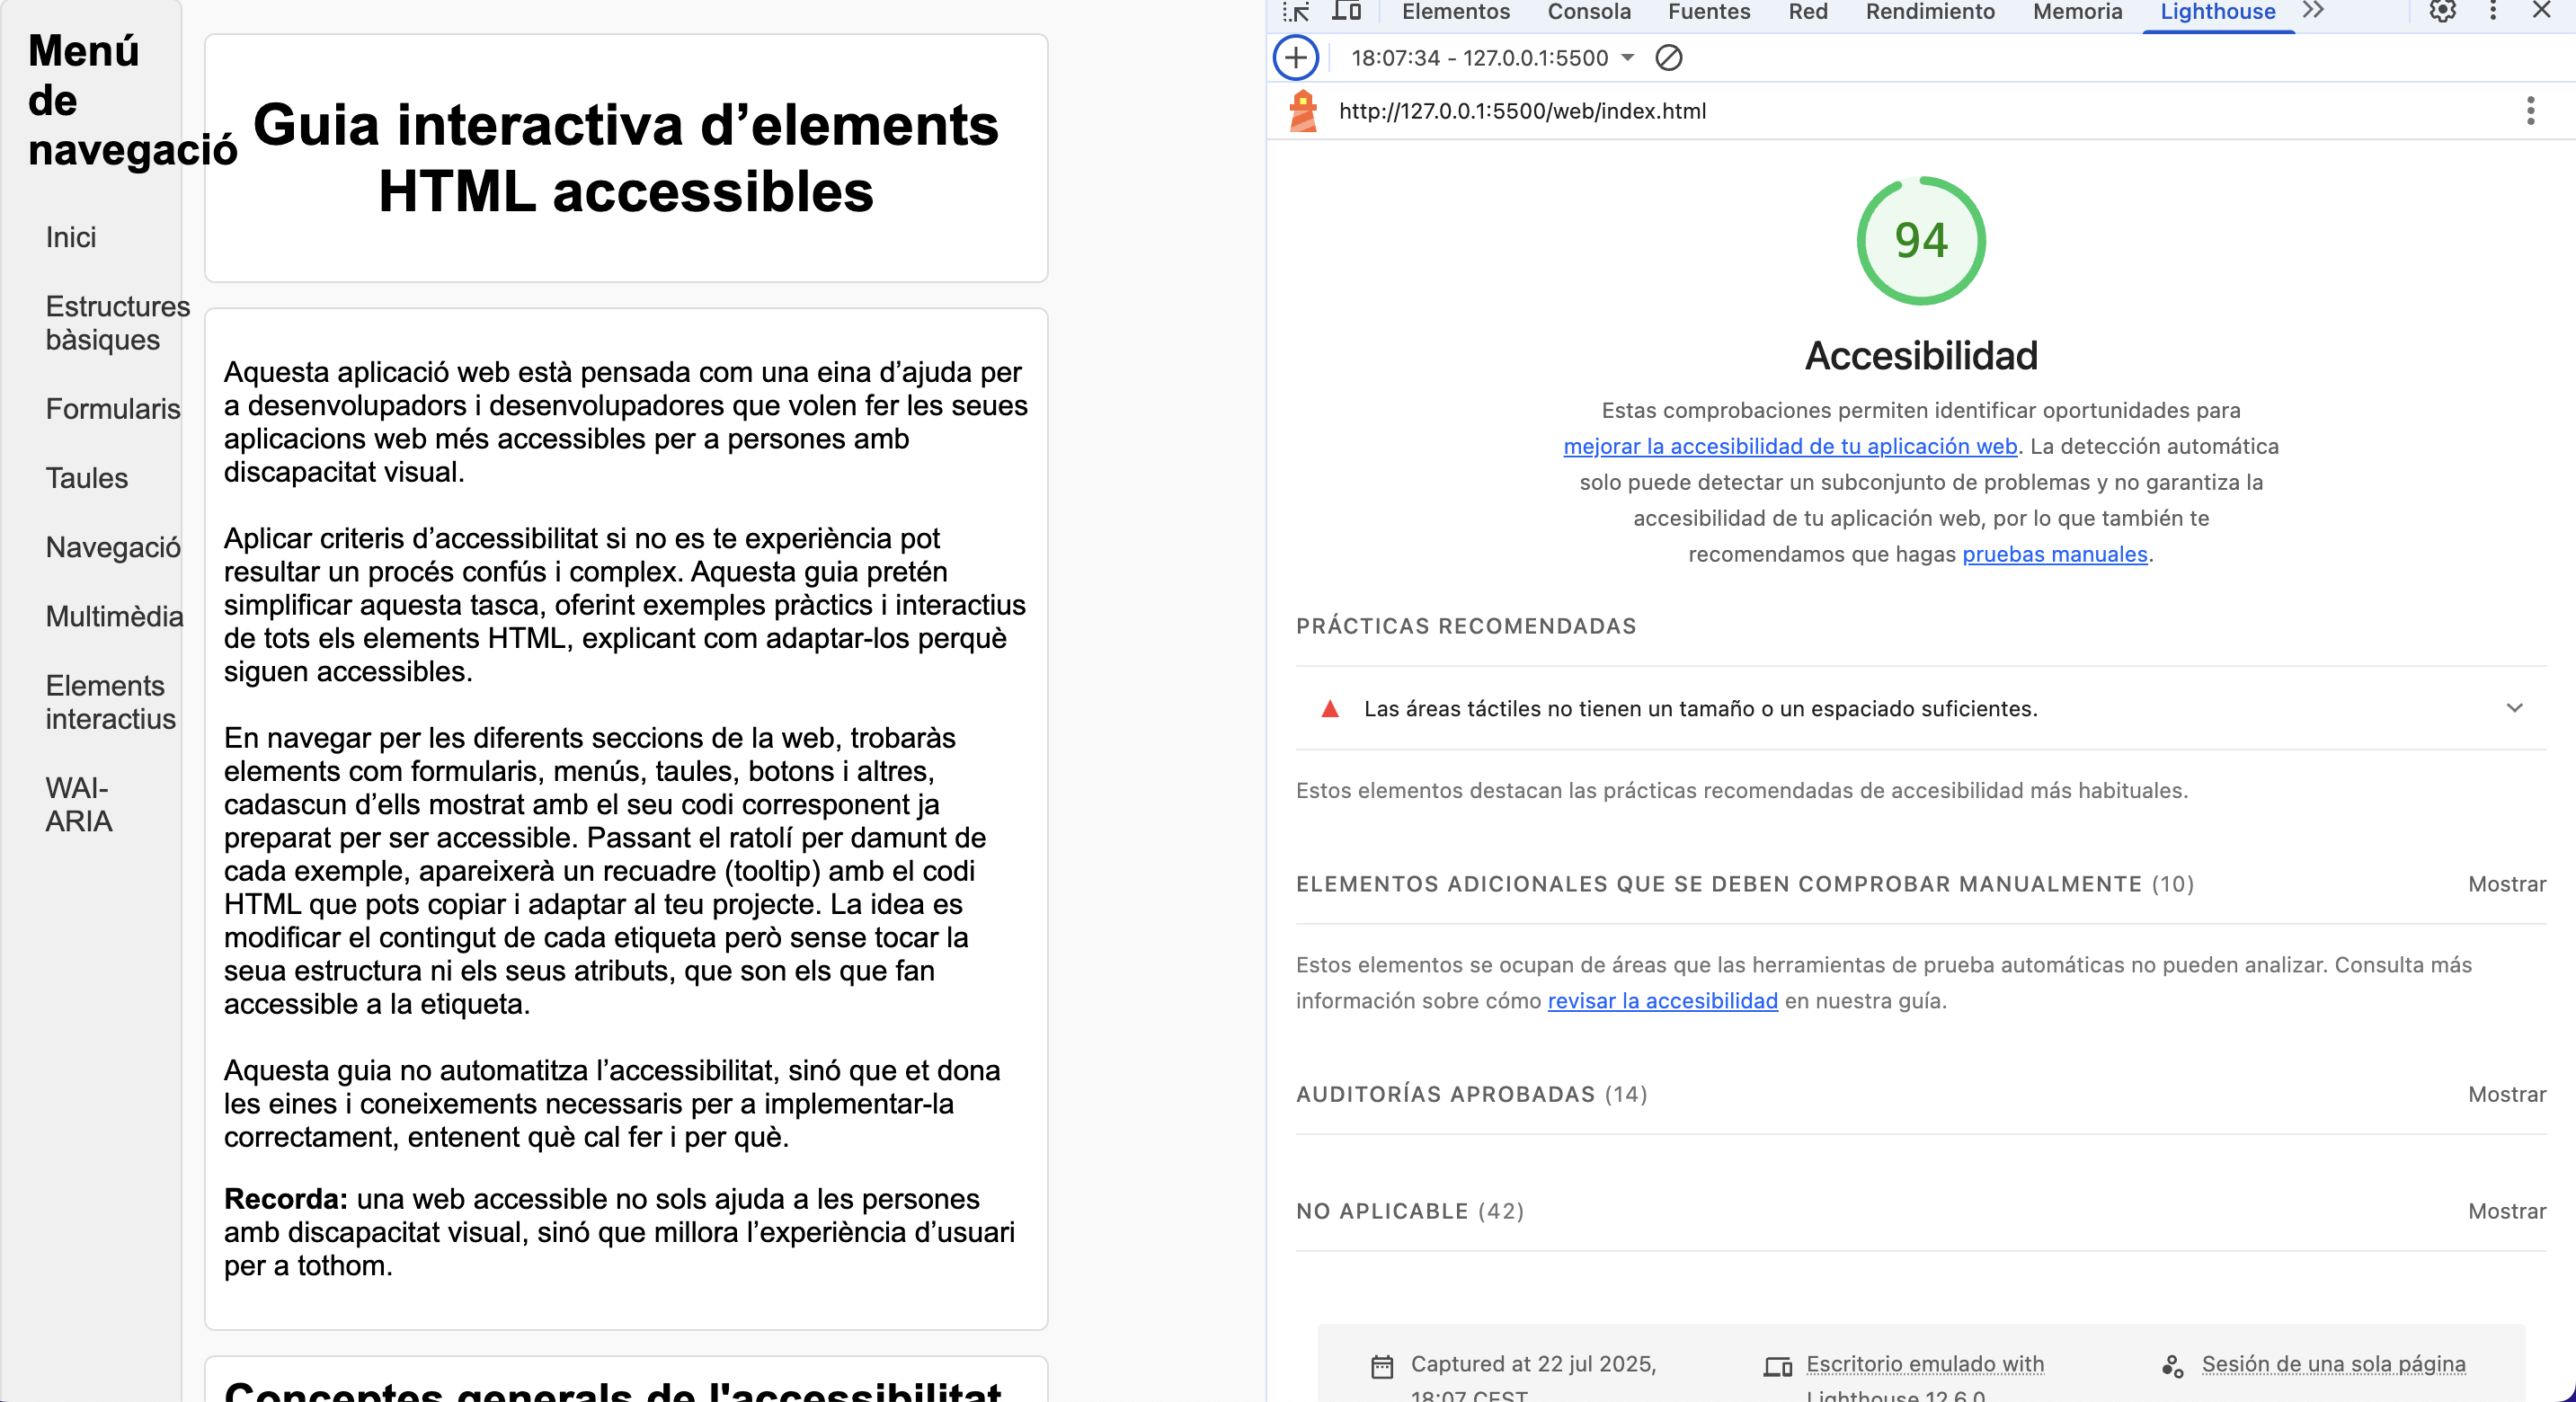 Menú
de
navegació
Inici
Estructures
bàsiques
Formularis
Taules
Navegació
Multimèdia
Elements
interactius
WAI-
ARIA
Guia interactiva d’elements
HTML accessibles
Aquesta aplicació web està pensada com una eina d’ajuda per
a desenvolupadors i desenvolupadores que volen fer les seues
aplicacions web més accessibles per a persones amb
discapacitat visual.
Aplicar criteris d’accessibilitat si no es te experiència pot
resultar un procés confús i complex. Aquesta guia pretén
simplificar aquesta tasca, oferint exemples pràctics i interactius
de tots els elements HTML, explicant com adaptar-los perquè
siguen accessibles.
En navegar per les diferents seccions de la web, trobaràs
elements com formularis, menús, taules, botons i altres,
cadascun d’ells mostrat amb el seu codi corresponent ja
preparat per ser accessible. Passant el ratolí per damunt de
cada exemple, apareixerà un recuadre (tooltip) amb el codi
HTML que pots copiar i adaptar al teu projecte. La idea es
modificar el contingut de cada etiqueta però sense tocar la
seua estructura ni els seus atributs, que son els que fan
accessible a la etiqueta.
Aquesta guia no automatitza l’accessibilitat, sinó que et dona
les eines i coneixements necessaris per a implementar-la
correctament, entenent què cal fer i per què.
Recorda: una web accessible no sols ajuda a les persones
amb discapacitat visual, sinó que millora l’experiència d’usuari
per a tothom.
Conceptes generals de l'accessibilitat
Elementos Consola Fuentes Red Rendimiento Memoria Lighthouse
18:07:34 - 127.0.0.1:5500
http://127.0.0.1:5500/web/index.html
94
Accesibilidad
Estas comprobaciones permiten identificar oportunidades para
mejorar la accesibilidad de tu aplicación web. La detección automática
solo puede detectar un subconjunto de problemas y no garantiza la
accesibilidad de tu aplicación web, por lo que también te
recomendamos que hagas pruebas manuales.
PRÁCTICAS RECOMENDADAS
Las áreas táctiles no tienen un tamaño o un espaciado suficientes.
Estos elementos destacan las prácticas recomendadas de accesibilidad más habituales.
ELEMENTOS ADICIONALES QUE SE DEBEN COMPROBAR MANUALMENTE (10) Mostrar
Estos elementos se ocupan de áreas que las herramientas de prueba automáticas no pueden analizar. Consulta más
información sobre cómo revisar la accesibilidad en nuestra guía.
AUDITORÍAS APROBADAS (14) Mostrar
NO APLICABLE (42) Mostrar
Captured at 22 jul 2025,
18:07 CEST
Escritorio emulado with
Lighthouse 12.6.0
Sesión de una sola página